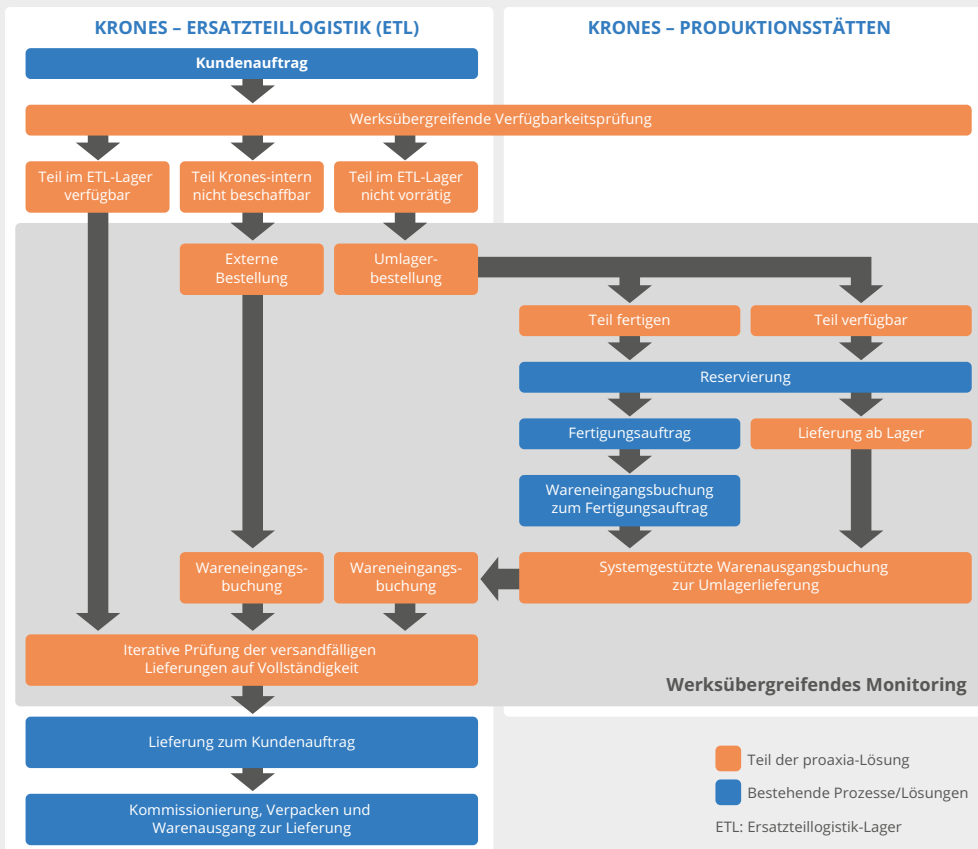 KRONES – ERSATZTEILLOGISTIK (ETL)
KRONES – PRODUKTIONSSTÄTTEN
Kundenauftrag
Werksübergreifende Verfügbarkeitsprüfung
Teil im ETL-Lager
verfügbar
Teil Krones-intern
nicht beschaffbar
Teil im ETL-Lager
nicht vorrätig
Externe
Bestellung
Umlager-
bestellung
Teil fertigen
Teil verfügbar
Reservierung
Fertigungsauftrag
Lieferung ab Lager
Wareneingangsbuchung
zum Fertigungsauftrag
Wareneingangs-
buchung
Wareneingangs-
buchung
Systemgestützte Warenausgangsbuchung
zur Umlagerlieferung
Iterative Prüfung der versandfälligen
Lieferungen auf Vollständigkeit
Werksübergreifendes Monitoring
Lieferung zum Kundenauftrag
Kommissionierung, Verpacken und
Warenausgang zur Lieferung
Teil der proaxia-Lösung
Bestehende Prozesse/Lösungen
ETL: Ersatzteillogistik-Lager